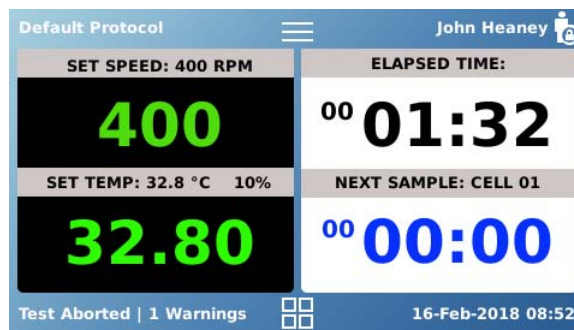 Default Protocol
John Heaney
SET SPEED: 400 RPM
400
ELAPSED TIME:
00 01:32
SET TEMP: 32.8 °C 10%
32.80
NEXT SAMPLE: CELL 01
00 00:00
Test Aborted | 1 Warnings
16-Feb-2018 08:52